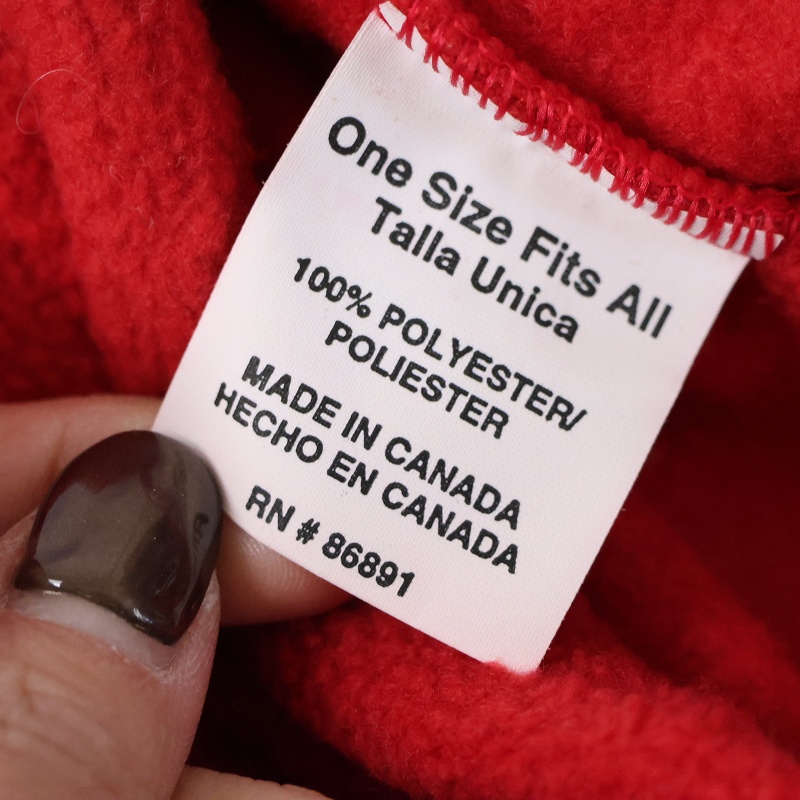 One Size Fits All
Talla Unica
100% POLYESTER/
POLIESTER
MADE IN CANADA
HECHO EN CANADA
RN # 86891